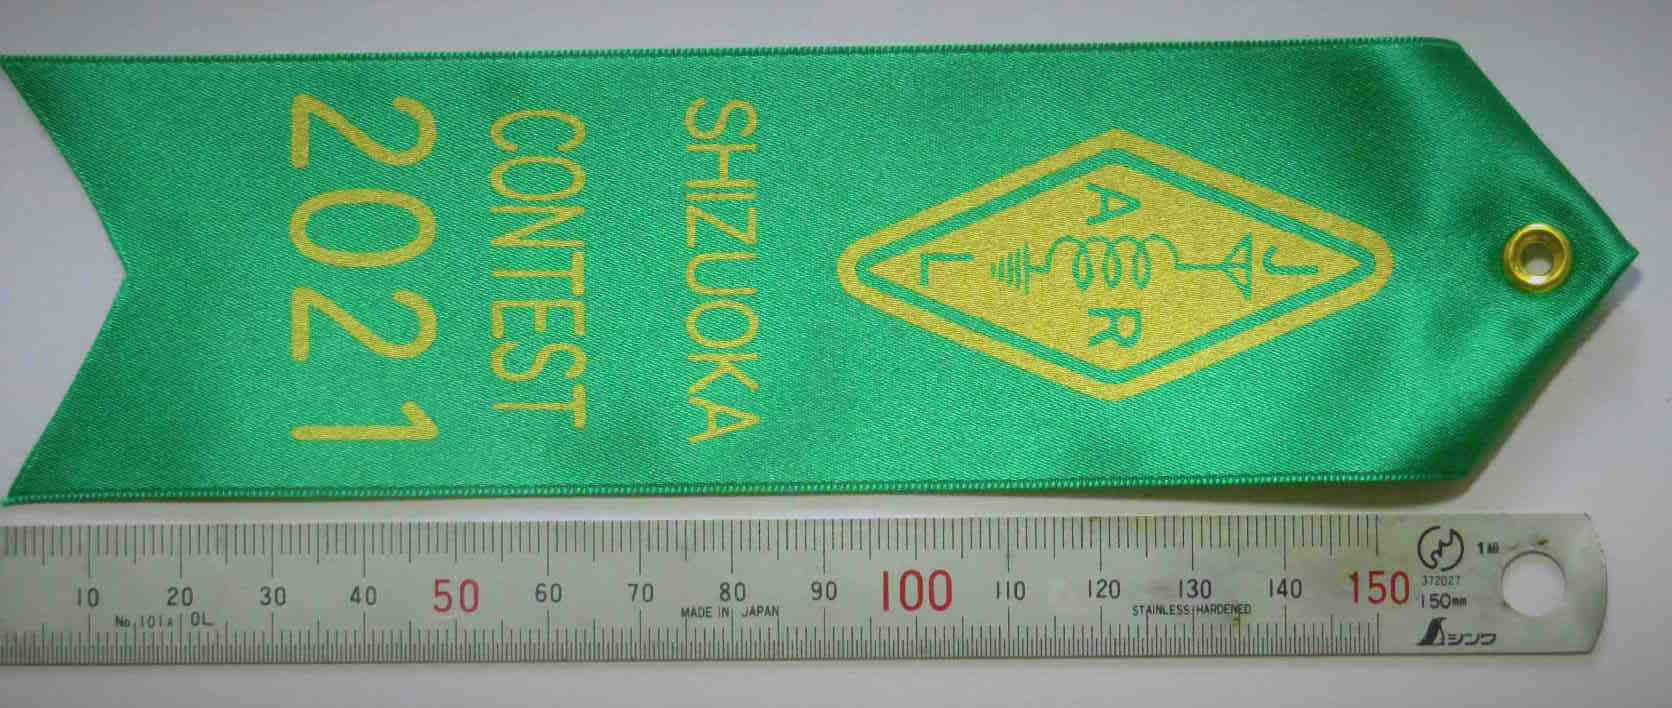 J
A R
L
SHIZUOKA
CONTEST
2021
10 20 30 40 50 60 70 80 90 100 110 120 130 140 150
No.101A OL
MADE IN JAPAN
STAINLESS HARDENED
372027
150mm
シンワ